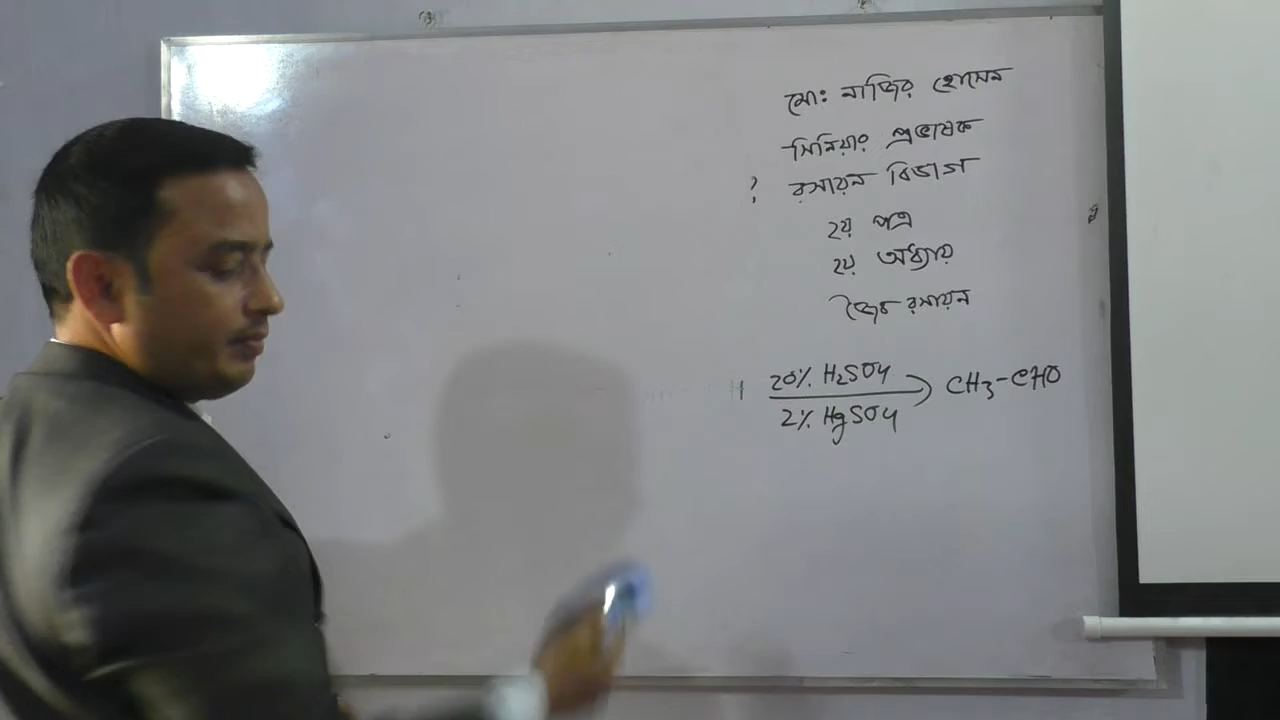 মো: নাজির হোসেন
সিনিয়র প্রভাষক
? রসায়ন বিভাগ
২য় পত্র
২য় অধ্যায়
জৈব রসায়ন
20% H2SO4
2% HgSO4
CH3-CHO